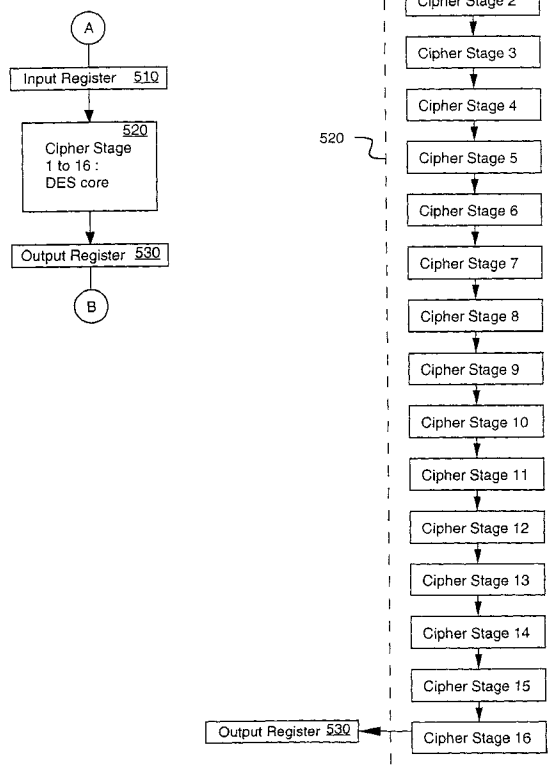 A
Input Register 510
520
Cipher Stage
1 to 16 :
DES core
Output Register 530
B
520
Cipher Stage 2
Cipher Stage 3
Cipher Stage 4
Cipher Stage 5
Cipher Stage 6
Cipher Stage 7
Cipher Stage 8
Cipher Stage 9
Cipher Stage 10
Cipher Stage 11
Cipher Stage 12
Cipher Stage 13
Cipher Stage 14
Cipher Stage 15
Cipher Stage 16
Output Register 530